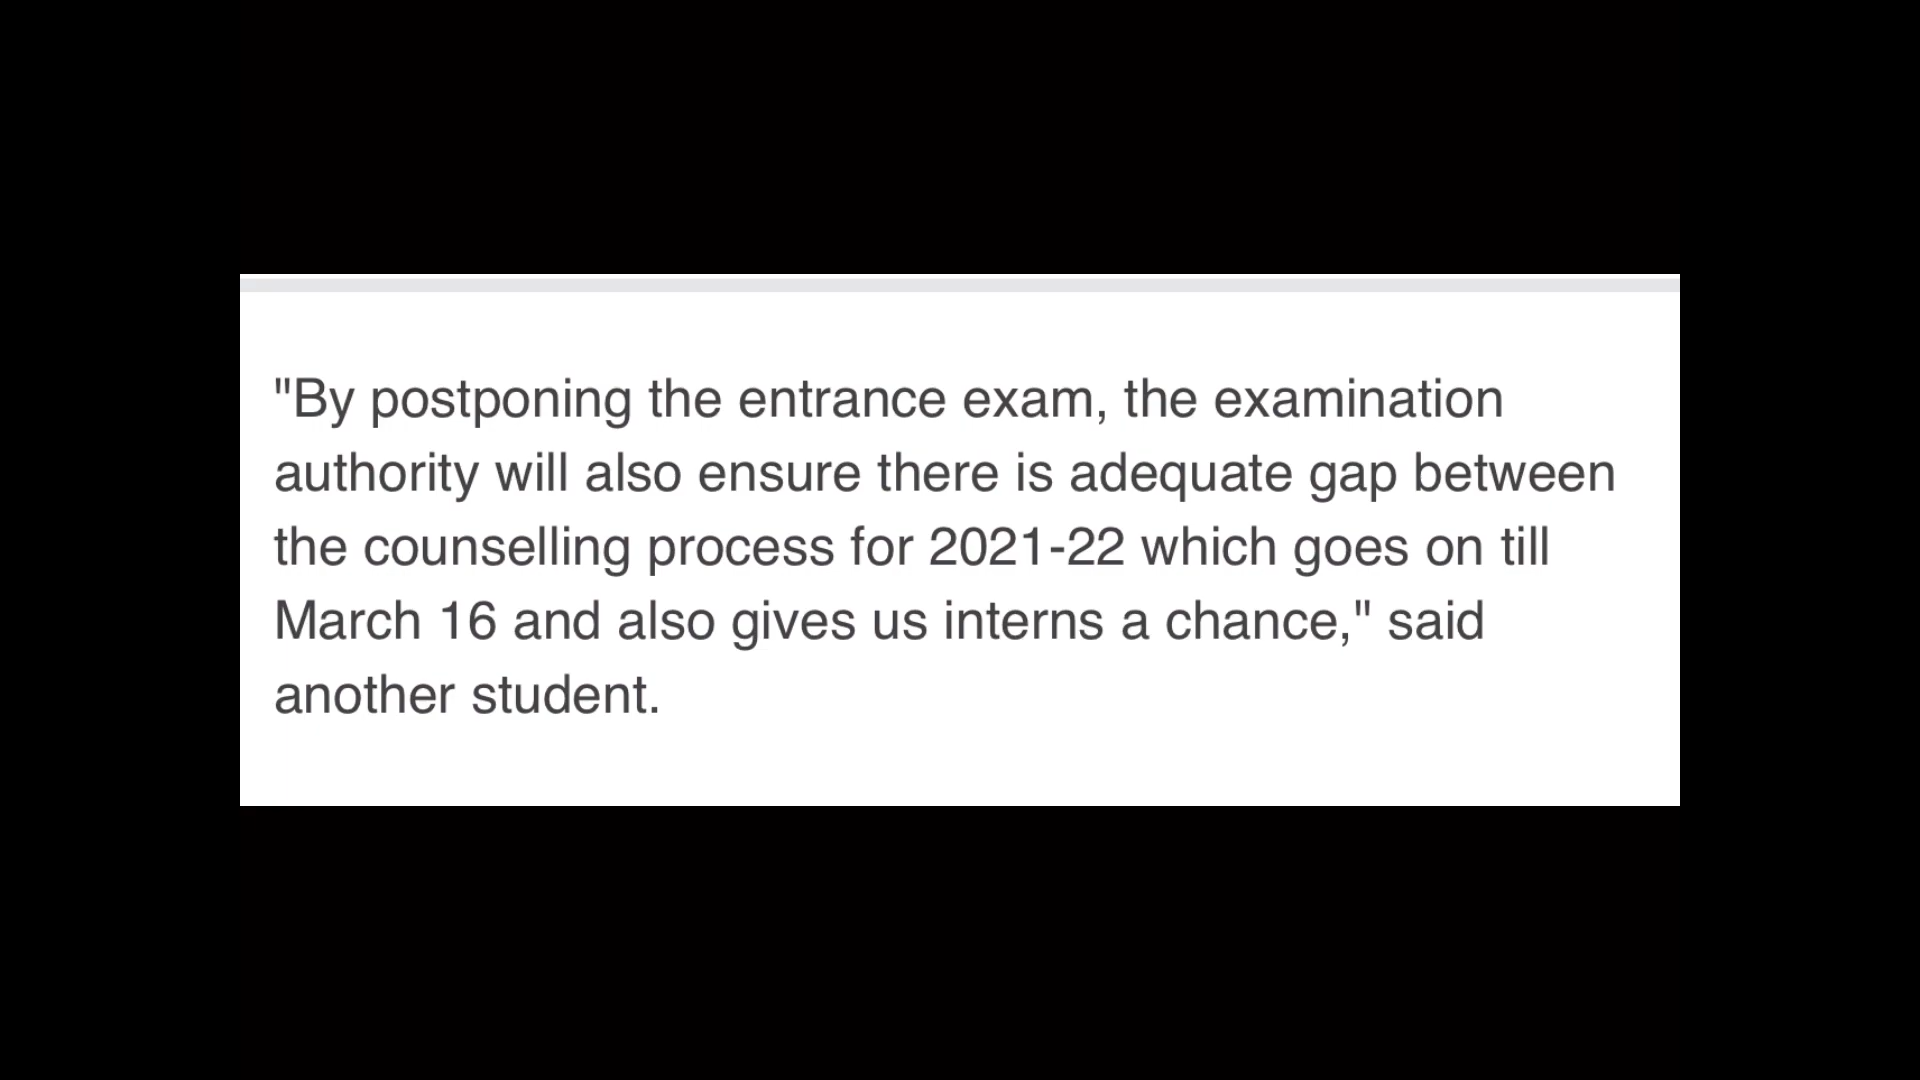 "By postponing the entrance exam, the examination
authority will also ensure there is adequate gap between
the counselling process for 2021-22 which goes on till
March 16 and also gives us interns a chance," said
another student.